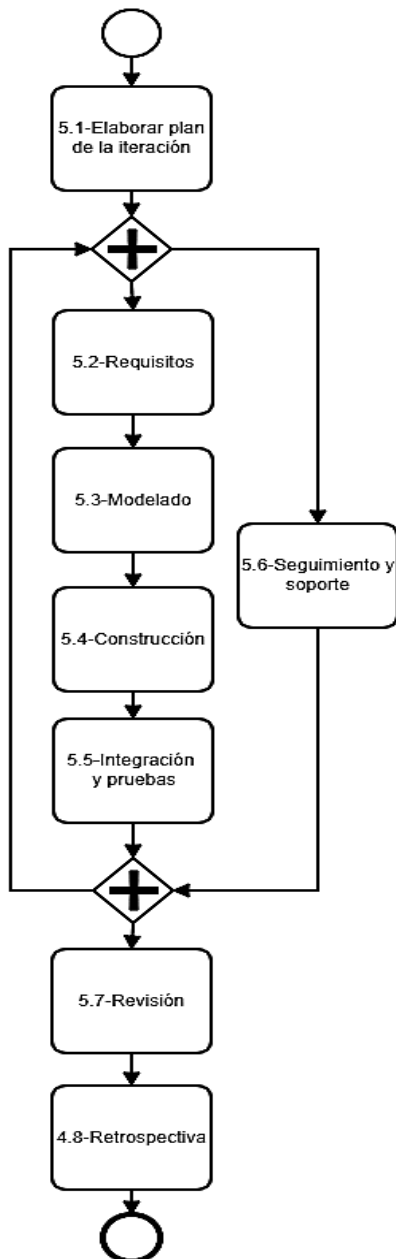 5.1-Elaborar plan
de la iteración
5.2-Requisitos
5.3-Modelado
5.6-Seguimiento y
soporte
5.4-Construcción
5.5-Integración
y pruebas
5.7-Revisión
4.8-Retrospectiva